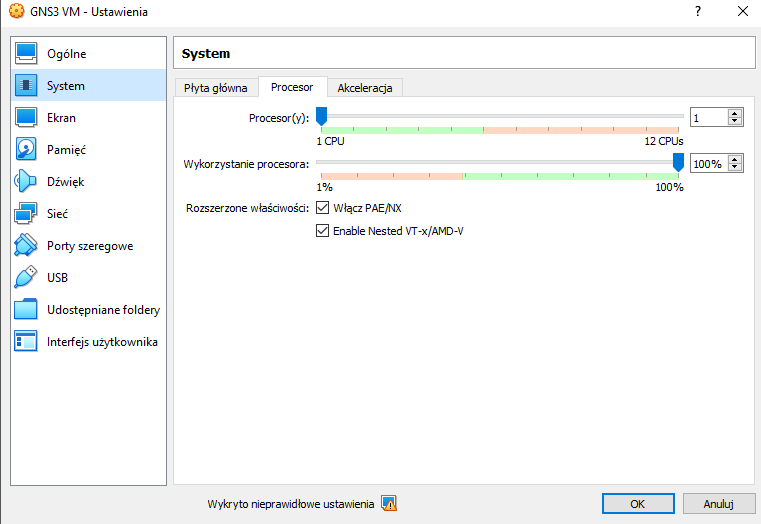 GNS3 VM - Ustawienia
?
Ogólne
System
Ekran
Pamięć
Dźwięk
Sieć
Porty szeregowe
USB
Udostępniane foldery
Interfejs użytkownika
System
Płyta główna Procesor Akceleracja
Procesor(y): 1
1 CPU 12 CPUs
Wykorzystanie procesora: 100%
1% 100%
Rozszerzone właściwości: Włącz PAE/NX
Enable Nested VT-x/AMD-V
Wykryto nieprawidłowe ustawienia OK Anuluj